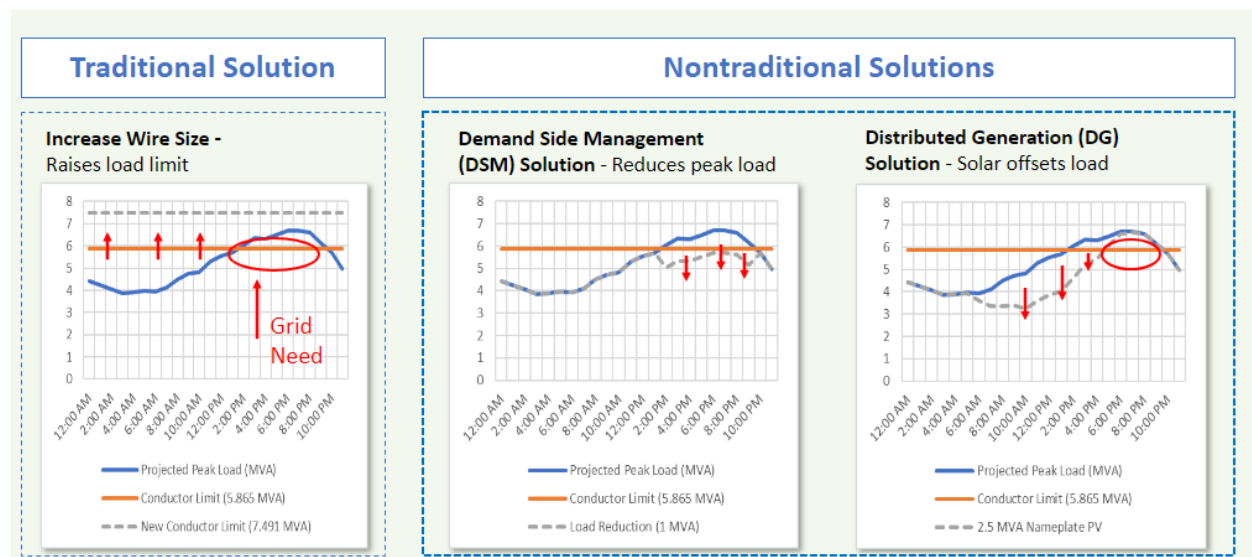 Traditional Solution
Nontraditional Solutions
Increase Wire Size -
Raises load limit
8
7
6
5
4
3
2
1
0
Grid
Need
12:00 AM
2:00 AM
4:00 AM
6:00 AM
8:00 AM
10:00 AM
12:00 PM
2:00 PM
4:00 PM
6:00 PM
8:00 PM
10:00 PM
Projected Peak Load (MVA)
Conductor Limit (5.865 MVA)
New Conductor Limit (7.491 MVA)
Demand Side Management
(DSM) Solution - Reduces peak load
8
7
6
5
4
3
2
1
0
12:00 AM
2:00 AM
4:00 AM
6:00 AM
8:00 AM
10:00 AM
12:00 PM
2:00 PM
4:00 PM
6:00 PM
8:00 PM
10:00 PM
Projected Peak Load (MVA)
Conductor Limit (5.865 MVA)
Load Reduction (1 MVA)
Distributed Generation (DG)
Solution - Solar offsets load
8
7
6
5
4
3
2
1
0
12:00 AM
2:00 AM
4:00 AM
6:00 AM
8:00 AM
10:00 AM
12:00 PM
2:00 PM
4:00 PM
6:00 PM
8:00 PM
10:00 PM
Projected Peak Load (MVA)
Conductor Limit (5.865 MVA)
2.5 MVA Nameplate PV